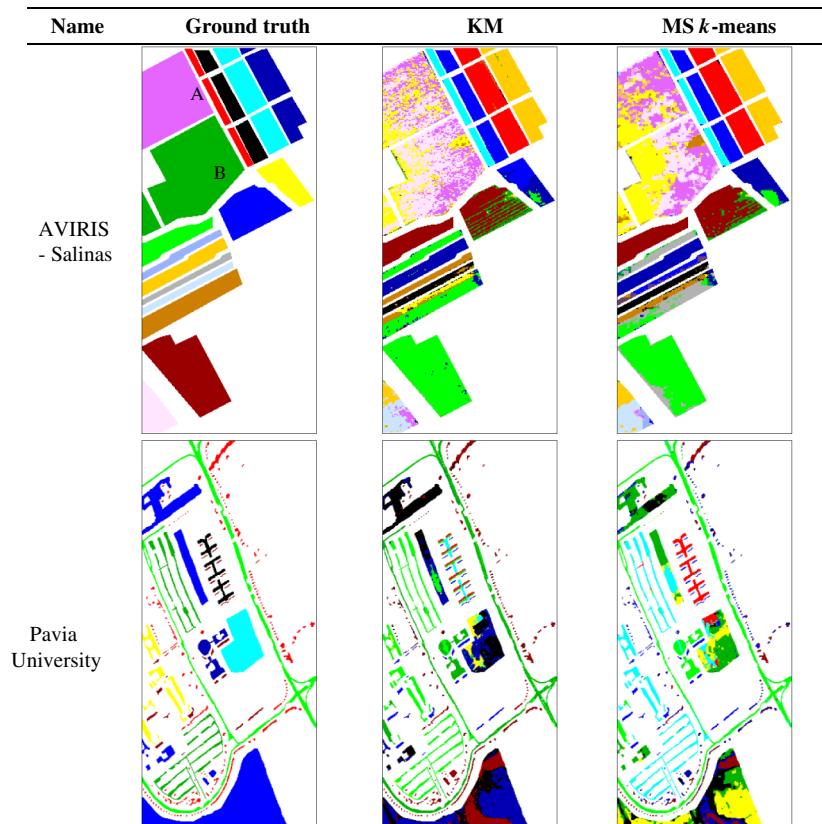 Name Ground truth KM MS k-means
A
B
AVIRIS
- Salinas
Pavia
University